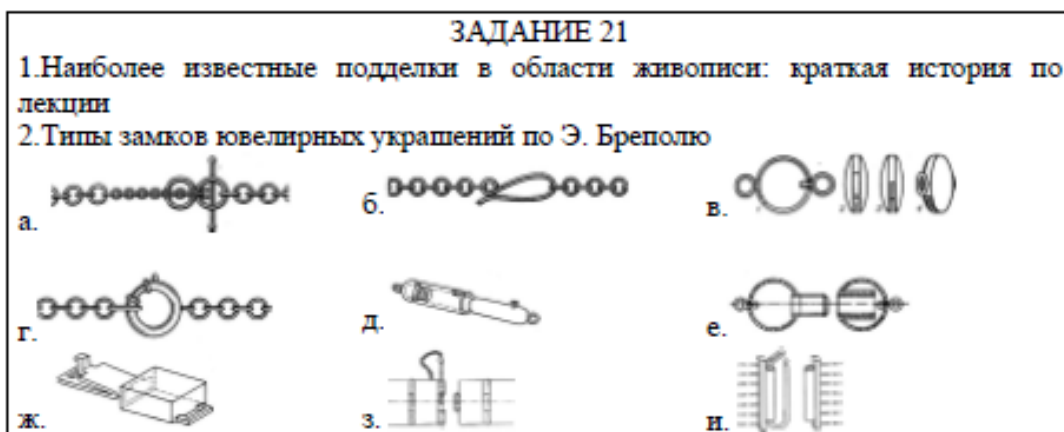 ЗАДАНИЕ 21
1.Наиболее известные подделки в области живописи: краткая история по
лекции
2.Типы замков ювелирных украшений по Э. Бреполю
а. б. в.
г. д. е.
ж. з. и.